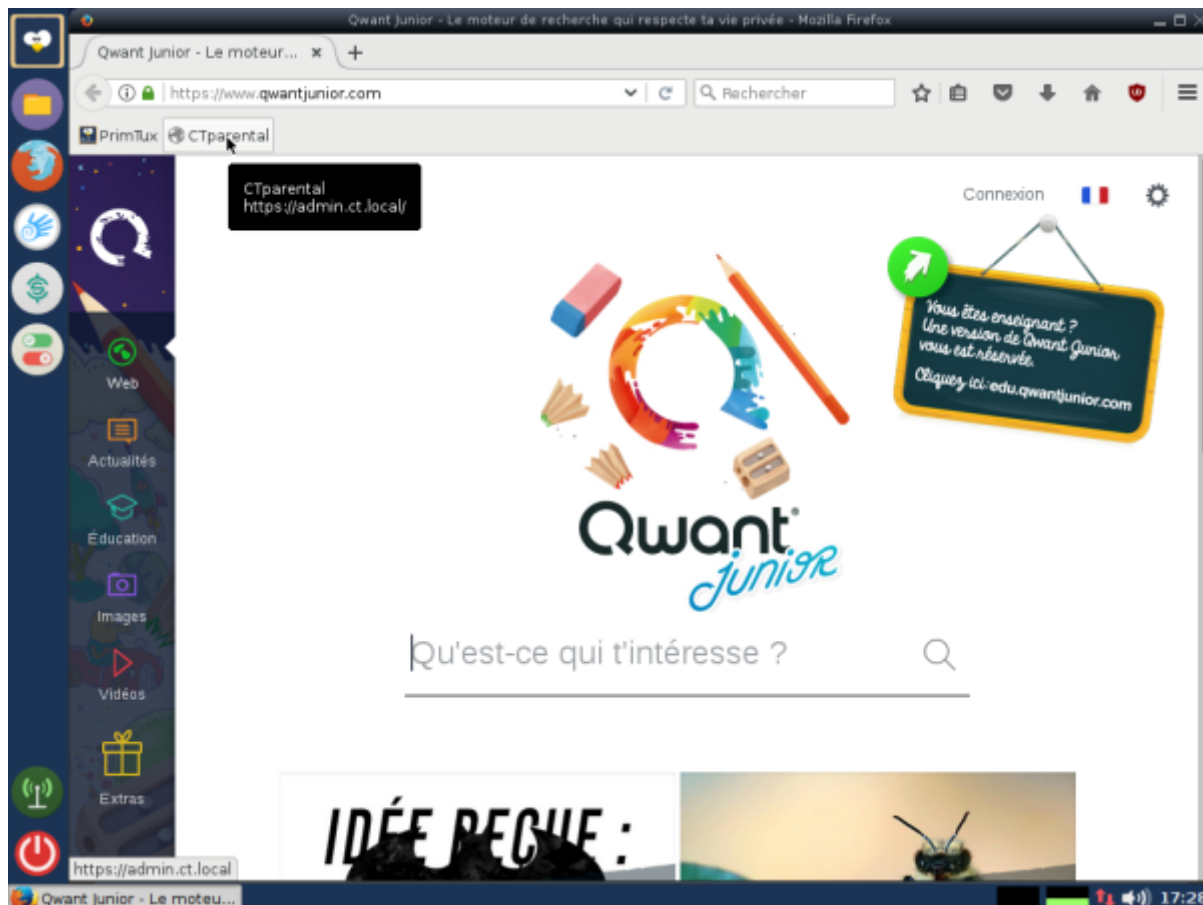 Qwant Junior - Le moteur de recherche qui respecte ta vie privée - Mozilla Firefox
Qwant Junior - Le moteur...
https://www.qwantjunior.com
Rechercher
PrimTux
CTparental
CTparental
https://admin.ct.local/
Connexion
Vous êtes enseignant ?
Une version de Qwant Junior
vous est réservée.
Cliquez ici: edu.qwantjunior.com
Web
Actualités
Éducation
Images
Vidéos
Extras
Qwant
junior
Qu'est-ce qui t'intéresse ?
IDÉE REÇUE :
https://admin.ct.local
Qwant Junior - Le moteu...
17:28